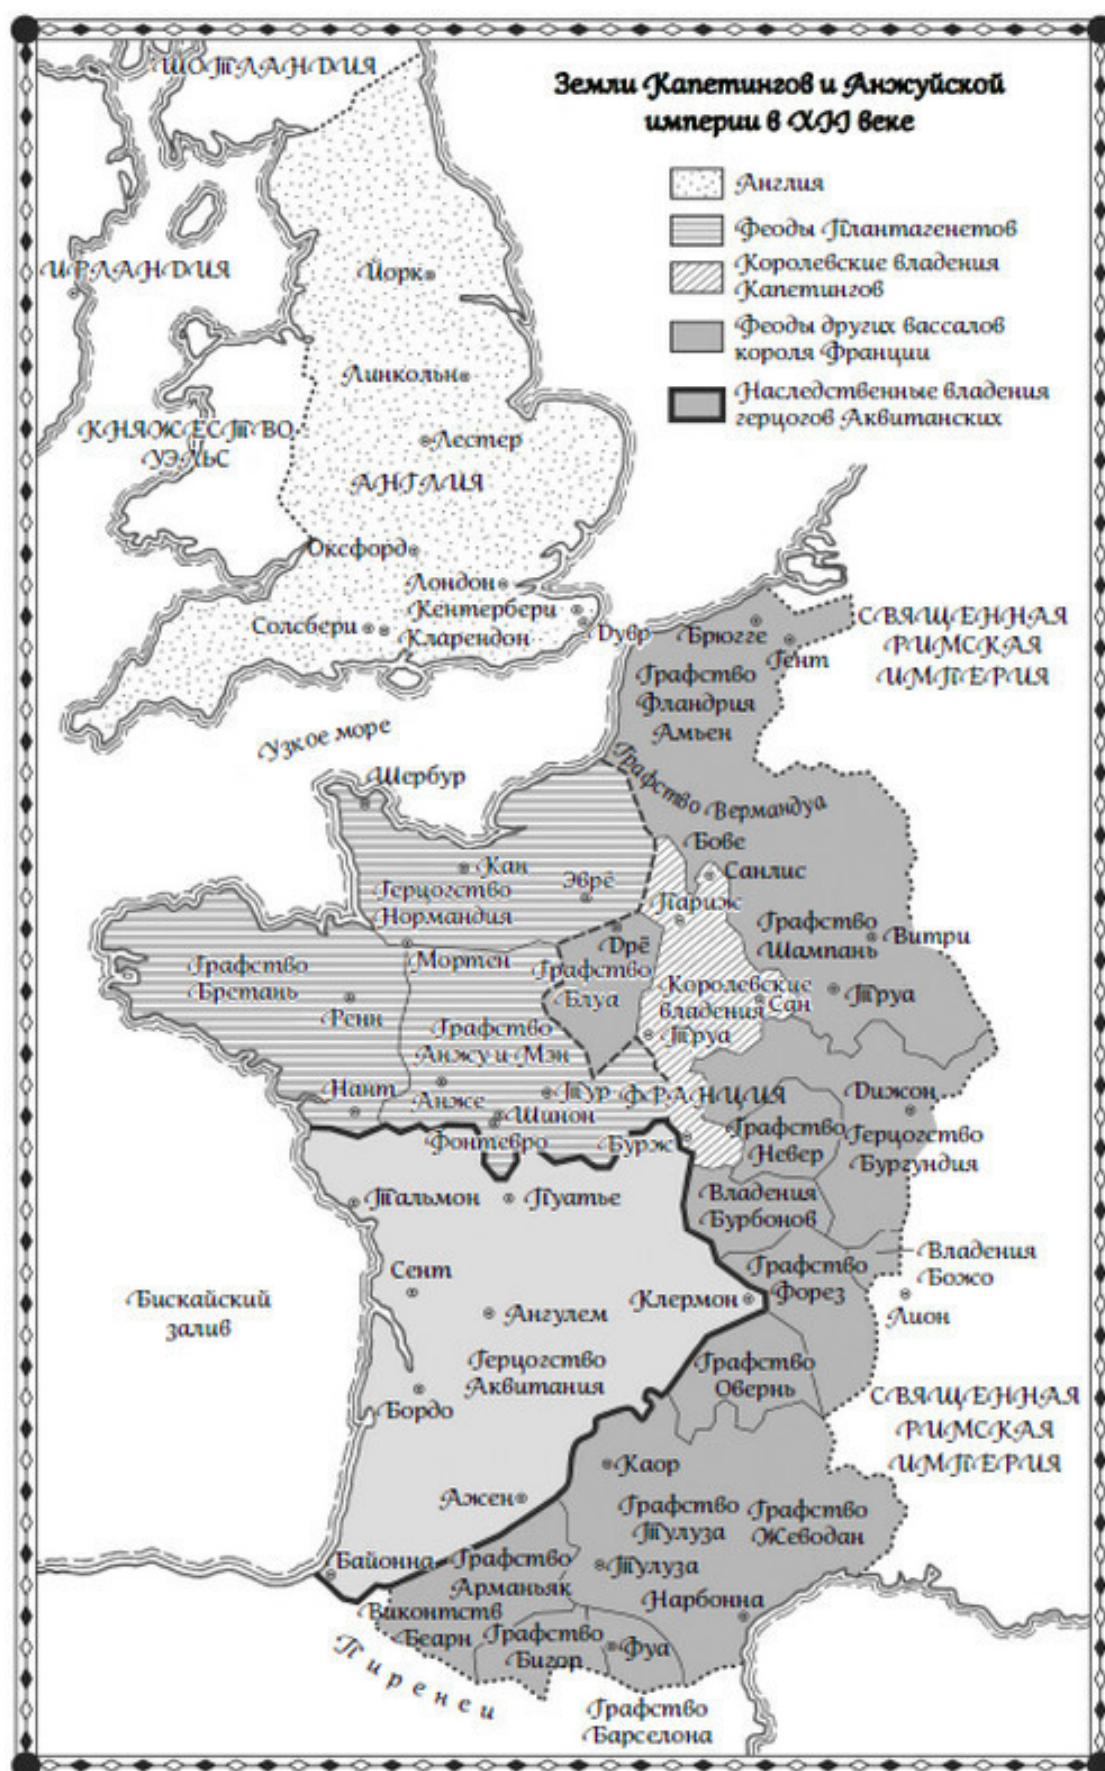 Земли Капетингов и Анжуйской
империи в XII веке
Англия
Феоды Плантагенетов
Королевские владения
Капетингов
Феоды других вассалов
короля Франции
Наследственные владения
герцогов Аквитанских
ШОТЛАНДИЯ
ИРЛАНДИЯ
Йорк
Линкольн
КНЯЖЕСТВО
УЭЛЬС
Лестер
АНГЛИЯ
Оксфорд
Лондон
Кентербери
Солсбери
Кларендон
Дувр
Брюгге
Гент
СВЯЩЕННАЯ
РИМСКАЯ
ИМПЕРИЯ
Графство
Фландрия
Амьен
Узкое море
Шербур
Графство Вермандуа
Бове
Санлис
Кан
Эврё
Герцогство
Нормандия
Париж
Графство
Шампань
Витри
Мортен
Дрё
Графство
Блуа
Графство
Бретань
Ренн
Королевские
владения
Сан
Труа
Труа
Графство
Анжу и Мэн
Нант
Анже
Тур
ФРАНЦИЯ
Шинон
Фонтевро
Бурж
Дижон
Графство
Невер
Герцогство
Бургундия
Тальмон
Пуатье
Владения
Бурбонов
Владения
Божо
Сент
Бискайский
залив
Ангулем
Клермон
Графство
Форез
Лион
Герцогство
Аквитания
Графство
Овернь
Бордо
СВЯЩЕННАЯ
РИМСКАЯ
ИМПЕРИЯ
Каор
Ажен
Графство
Тулуза
Графство
Жеводан
Байонна
Графство
Арманьяк
Тулуза
Нарбонна
Виконтств
Беарн
Графство
Бигор
Фуа
Пиренеи
Графство
Барселона